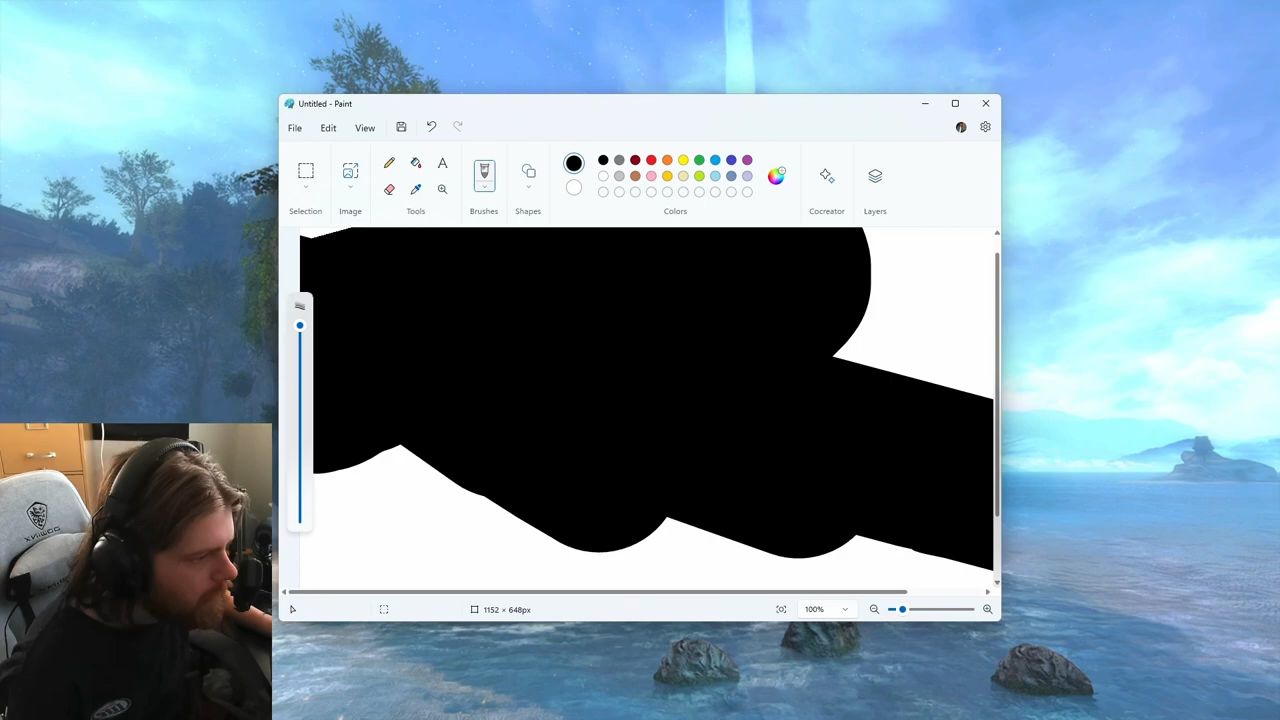 Untitled - Paint
File Edit View
Selection Image Tools Brushes Shapes Colors Cocreator Layers
1152 × 648px 100%